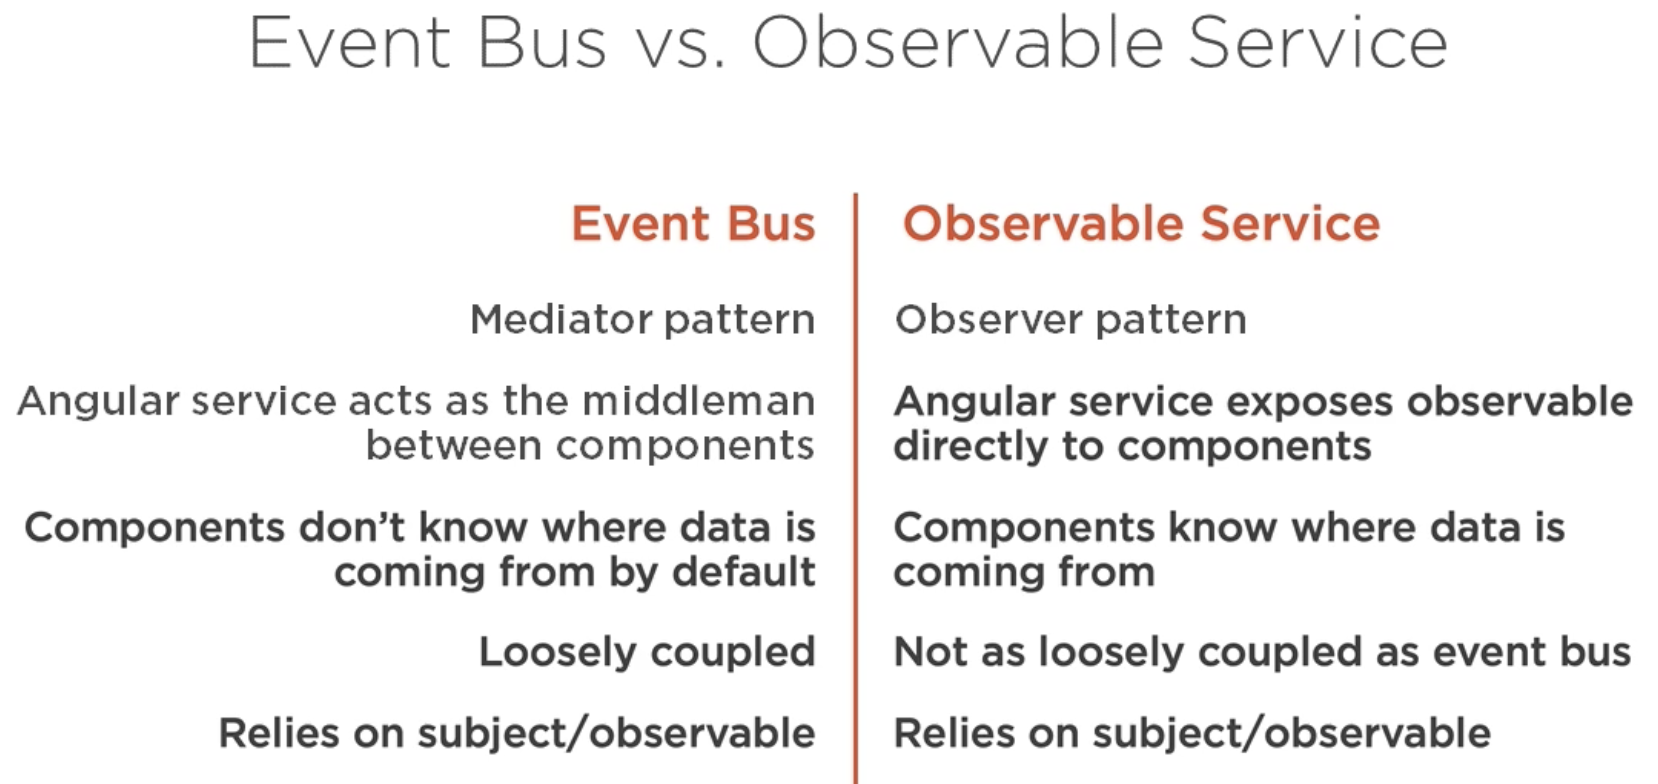 Event Bus vs. Observable Service
Event Bus
Mediator pattern
Angular service acts as the middleman
between components
Components don’t know where data is
coming from by default
Loosely coupled
Relies on subject/observable
Observable Service
Observer pattern
Angular service exposes observable
directly to components
Components know where data is
coming from
Not as loosely coupled as event bus
Relies on subject/observable